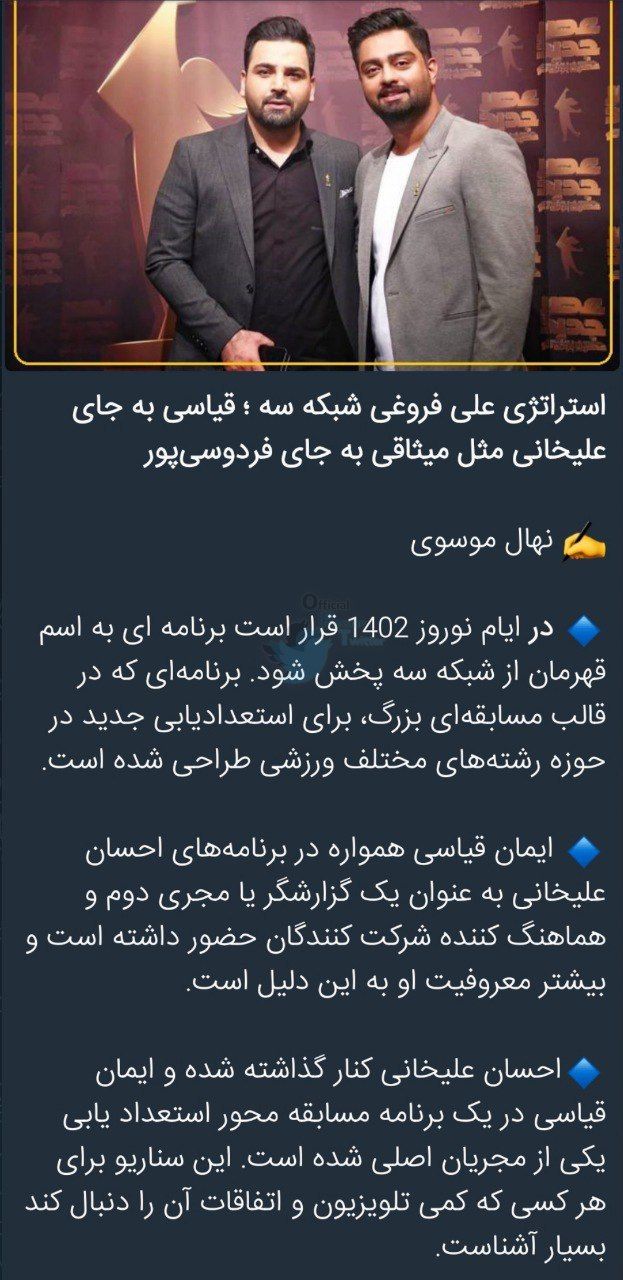 عصر
جدید
استراتژی علی فروغی شبکه سه ؛ قیاسی به جای
علیخانی مثل میثاقی به جای فردوسی‌پور
✍️ نهال موسوی
Official
Twitter
🔷 در ایام نوروز 1402 قرار است برنامه ای به اسم
قهرمان از شبکه سه پخش شود. برنامه‌ای که در
قالب مسابقه‌ای بزرگ، برای استعدادیابی جدید در
حوزه رشته‌های مختلف ورزشی طراحی شده است.
🔷 ایمان قیاسی همواره در برنامه‌های احسان
علیخانی به عنوان یک گزارشگر یا مجری دوم و
هماهنگ کننده شرکت کنندگان حضور داشته است و
بیشتر معروفیت او به این دلیل است.
🔷احسان علیخانی کنار گذاشته شده و ایمان
قیاسی در یک برنامه مسابقه محور استعداد یابی
یکی از مجریان اصلی شده است. این سناریو برای
هر کسی که کمی تلویزیون و اتفاقات آن را دنبال کند
بسیار آشناست.